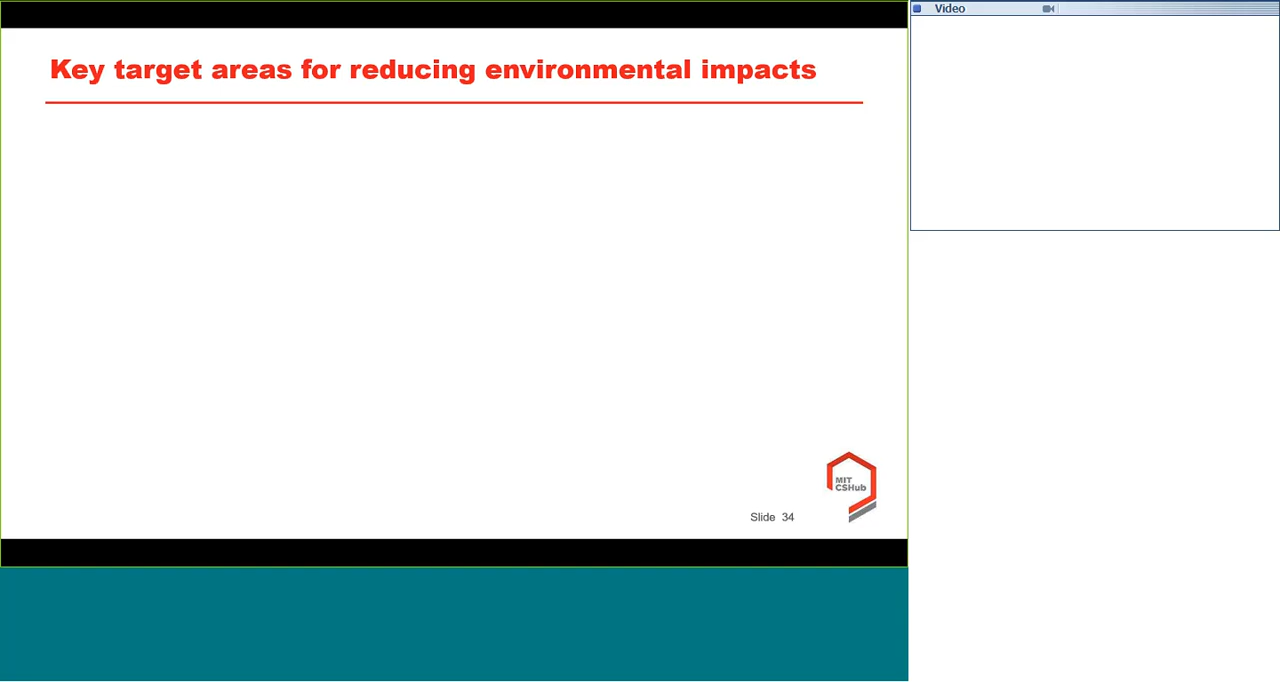 Video
Key target areas for reducing environmental impacts
MIT
CSHub
Slide 34